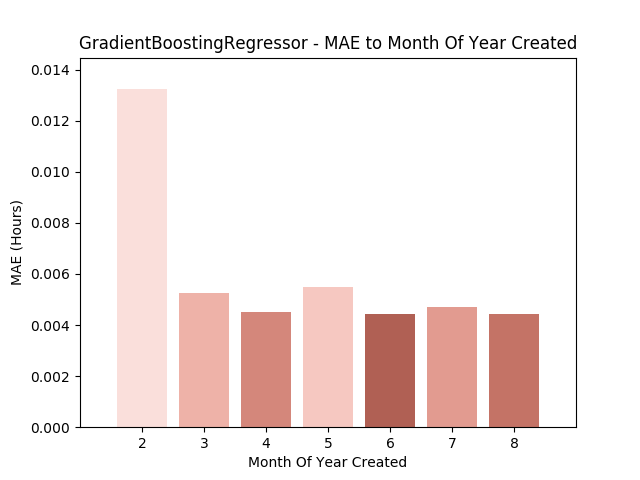 GradientBoostingRegressor - MAE to Month Of Year Created
0.014
0.012
0.010
0.008
0.006
0.004
0.002
0.000
MAE (Hours)
2 3 4 5 6 7 8
Month Of Year Created